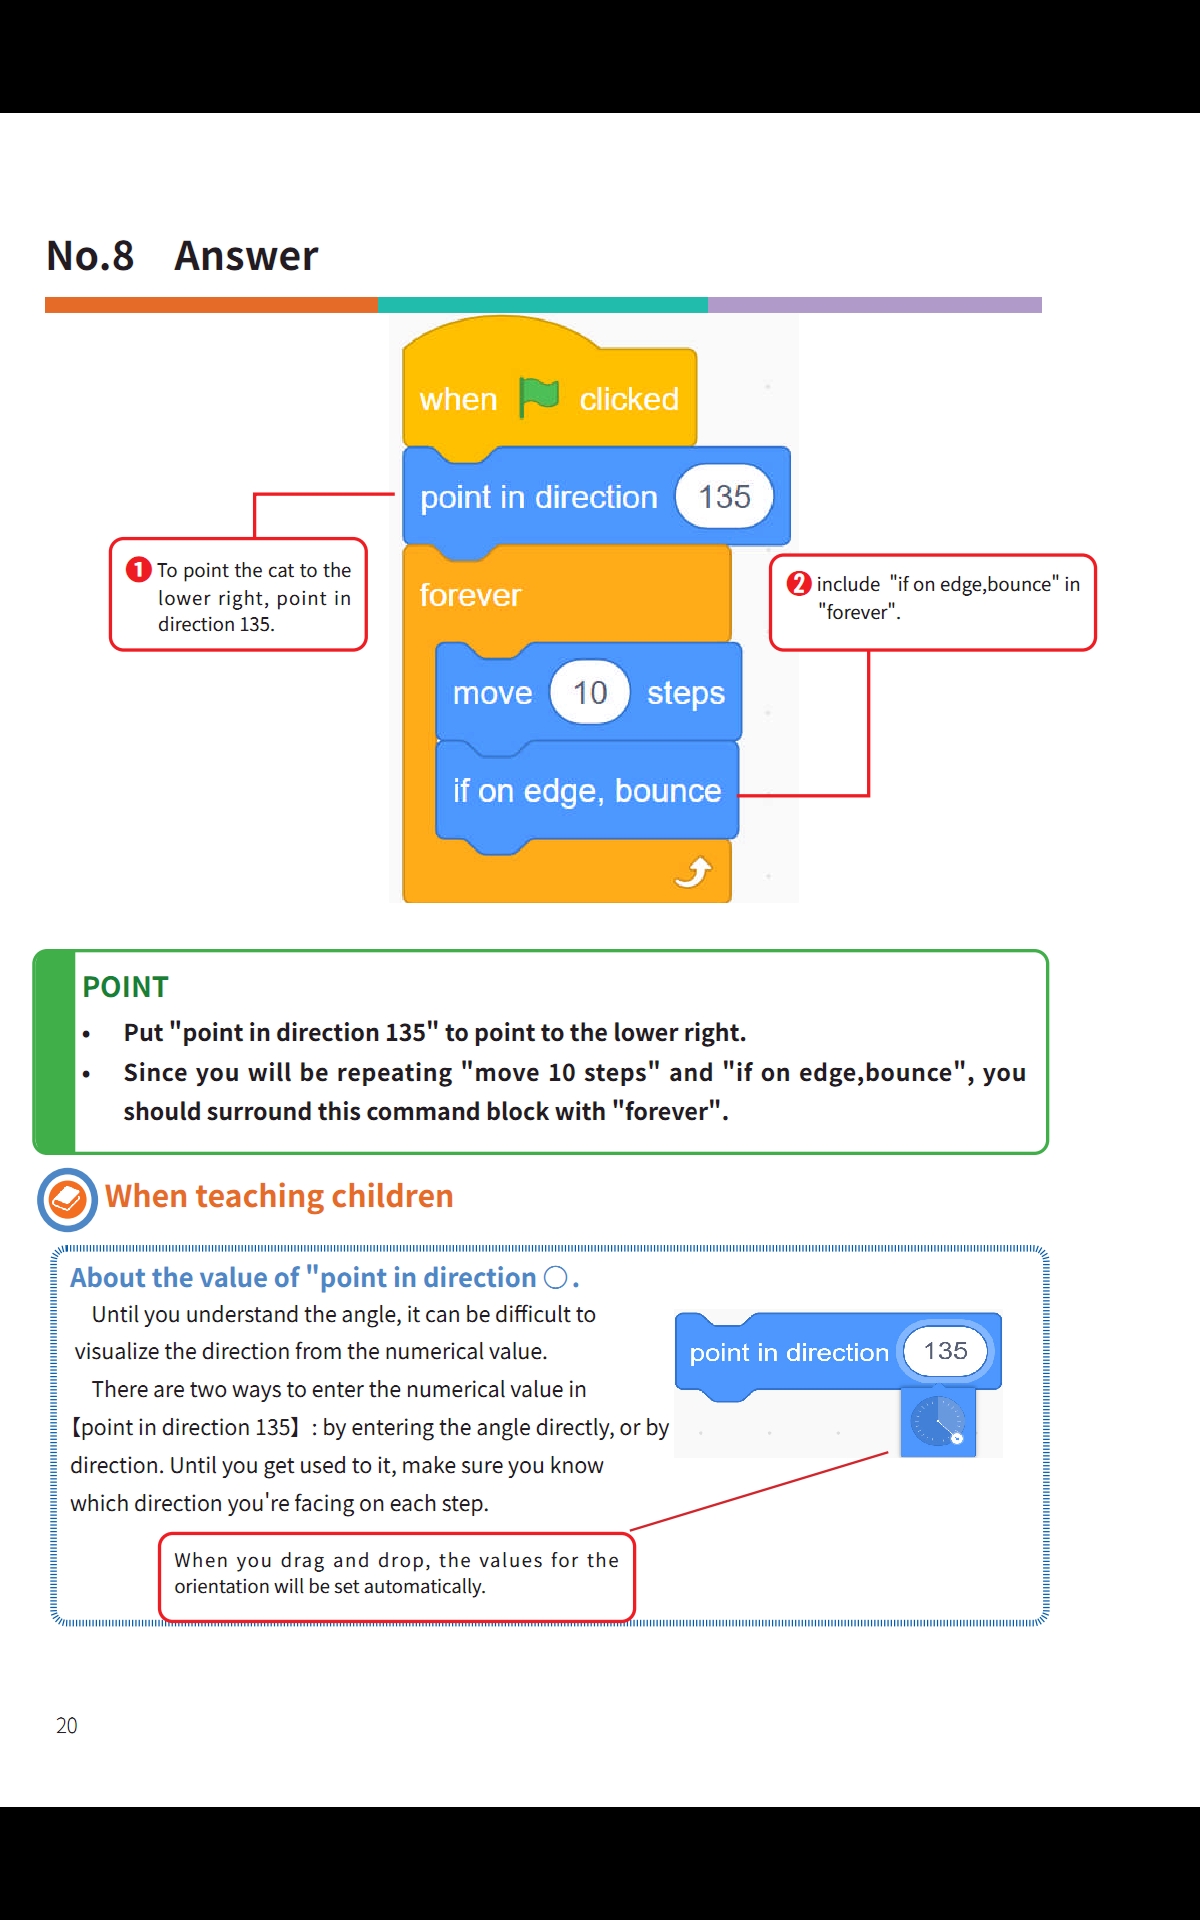 No.8 Answer
when clicked
point in direction 135
❶ To point the cat to the
lower right, point in
direction 135.
forever
❷ include "if on edge,bounce" in
"forever".
move 10 steps
if on edge, bounce
POINT
• Put "point in direction 135" to point to the lower right.
• Since you will be repeating "move 10 steps" and "if on edge,bounce", you
should surround this command block with "forever".
When teaching children
About the value of "point in direction ○ .
Until you understand the angle, it can be difficult to
visualize the direction from the numerical value.
There are two ways to enter the numerical value in
【point in direction 135】: by entering the angle directly, or by
direction. Until you get used to it, make sure you know
which direction you're facing on each step.
point in direction 135
When you drag and drop, the values for the
orientation will be set automatically.
20